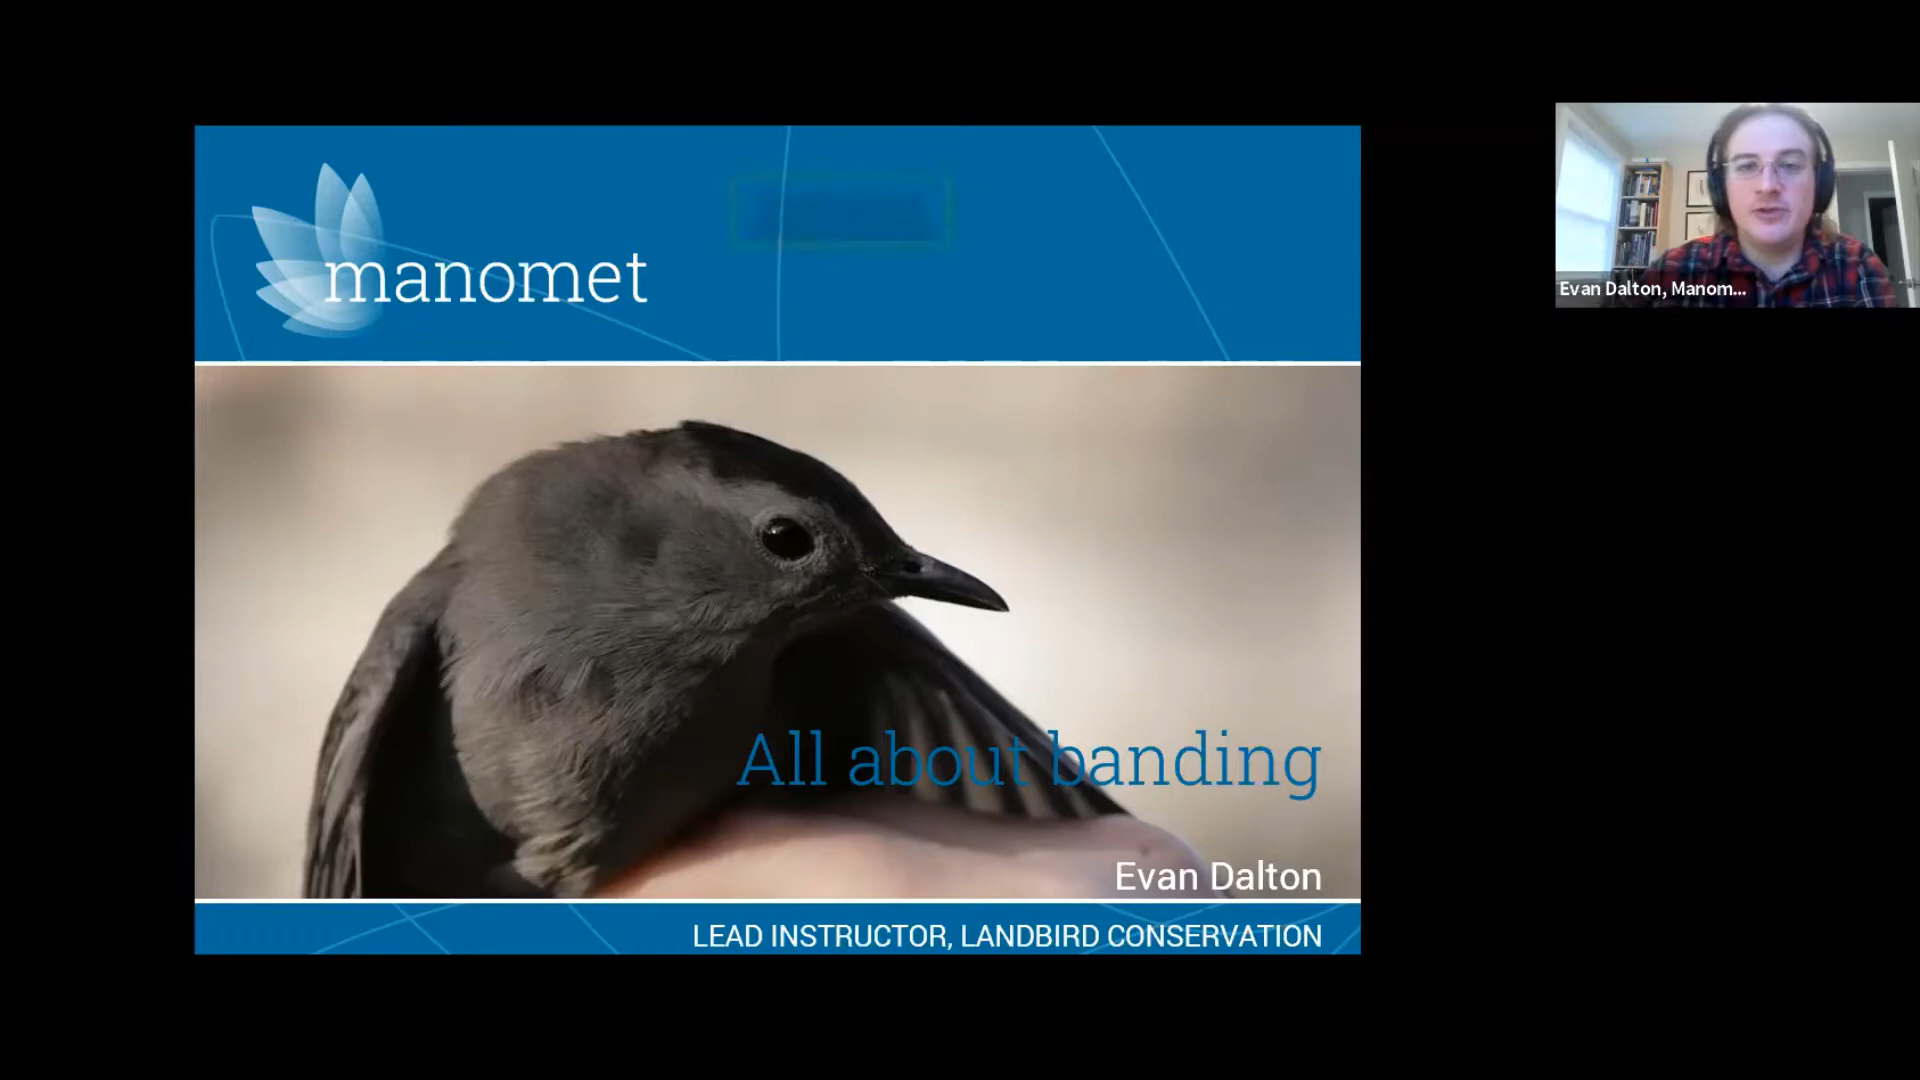 manomet
All about banding
Evan Dalton
LEAD INSTRUCTOR, LANDBIRD CONSERVATION
Evan Dalton, Manom...